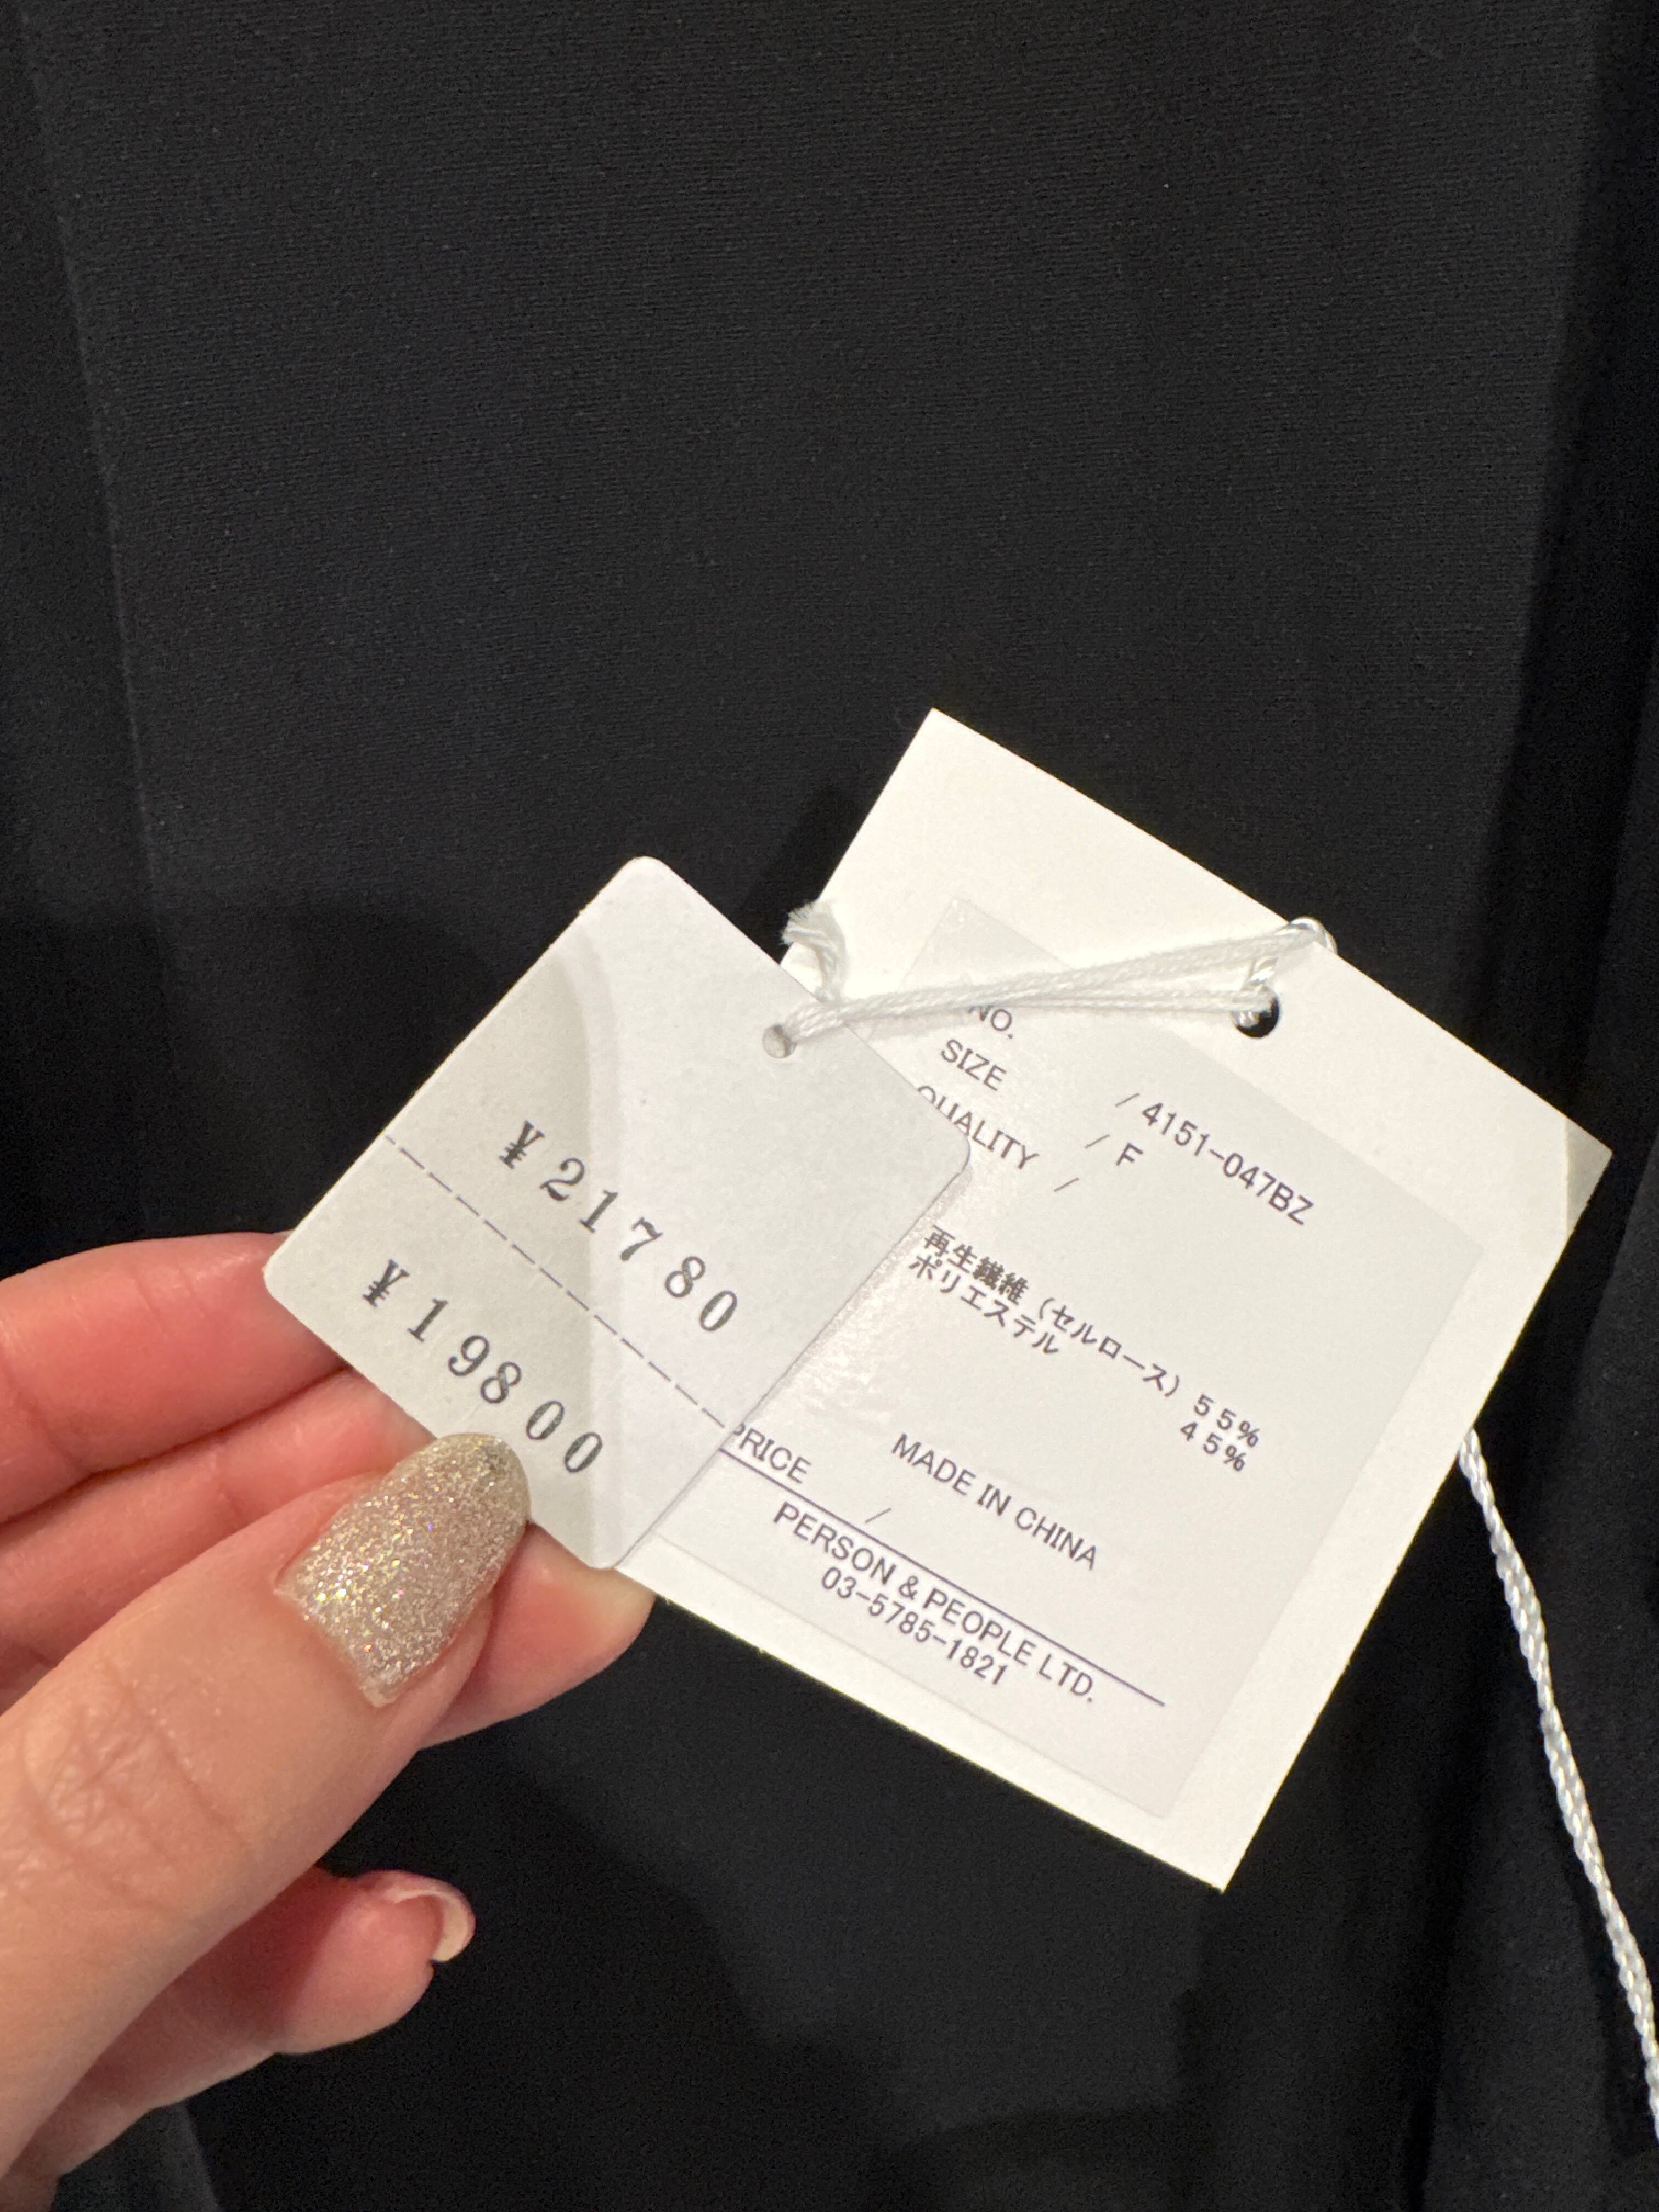 ¥21780
¥19800
NO. / 4151-047BZ
SIZE / F
QUALITY /
再生繊維(セルロース) 55%
ポリエステル 45%
MADE IN CHINA
PRICE /
PERSON & PEOPLE LTD.
03-5785-1821